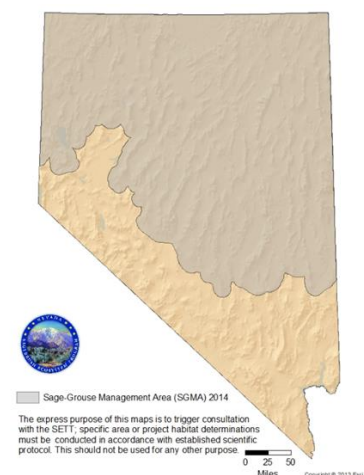 Sage-Grouse Management Area (SGMA) 2014
The express purpose of this maps is to trigger consultation
with the SETT; specific area or project habitat determinations
must be conducted in accordance with established scientific
protocol. This should not be used for any other purpose.
0 25 50
Miles